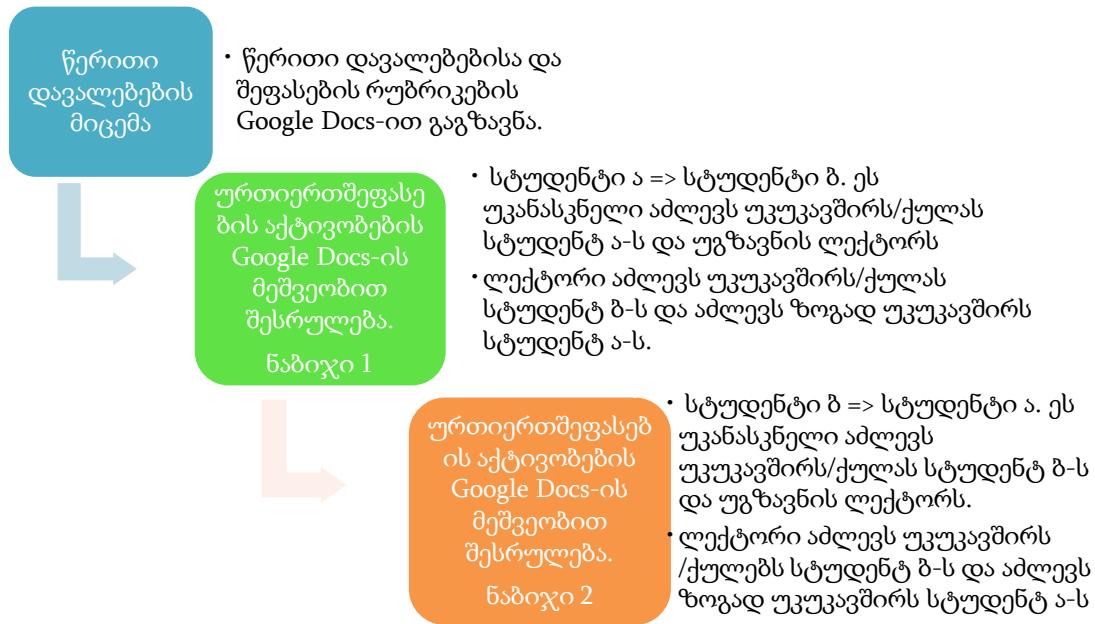 წერითი
დავალებების
მიცემა
· წერითი დავალებებისა და
შეფასების რუბრიკების
Google Docs-ით გაგზავნა.
ურთიერთშეფასე
ბის აქტივობების
Google Docs-ის
მეშვეობით
შესრულება.
ნაბიჯი 1
· სტუდენტი ა => სტუდენტი ბ. ეს
უკანასკნელი აძლევს უკუკავშირს/ქულას
სტუდენტ ა-ს და უგზავნის ლექტორს
· ლექტორი აძლევს უკუკავშირს/ქულას
სტუდენტ ბ-ს და აძლევს ზოგად უკუკავშირს
სტუდენტ ა-ს.
ურთიერთშეფასებ
ის აქტივობების
Google Docs-ის
მეშვეობით
შესრულება.
ნაბიჯი 2
· სტუდენტი ბ => სტუდენტი ა. ეს
უკანასკნელი აძლევს
უკუკავშირს/ქულას სტუდენტ ბ-ს
და უგზავნის ლექტორს.
· ლექტორი აძლევს უკუკავშირს
/ქულებს სტუდენტ ბ-ს და აძლევს
ზოგად უკუკავშირს სტუდენტ ა-ს